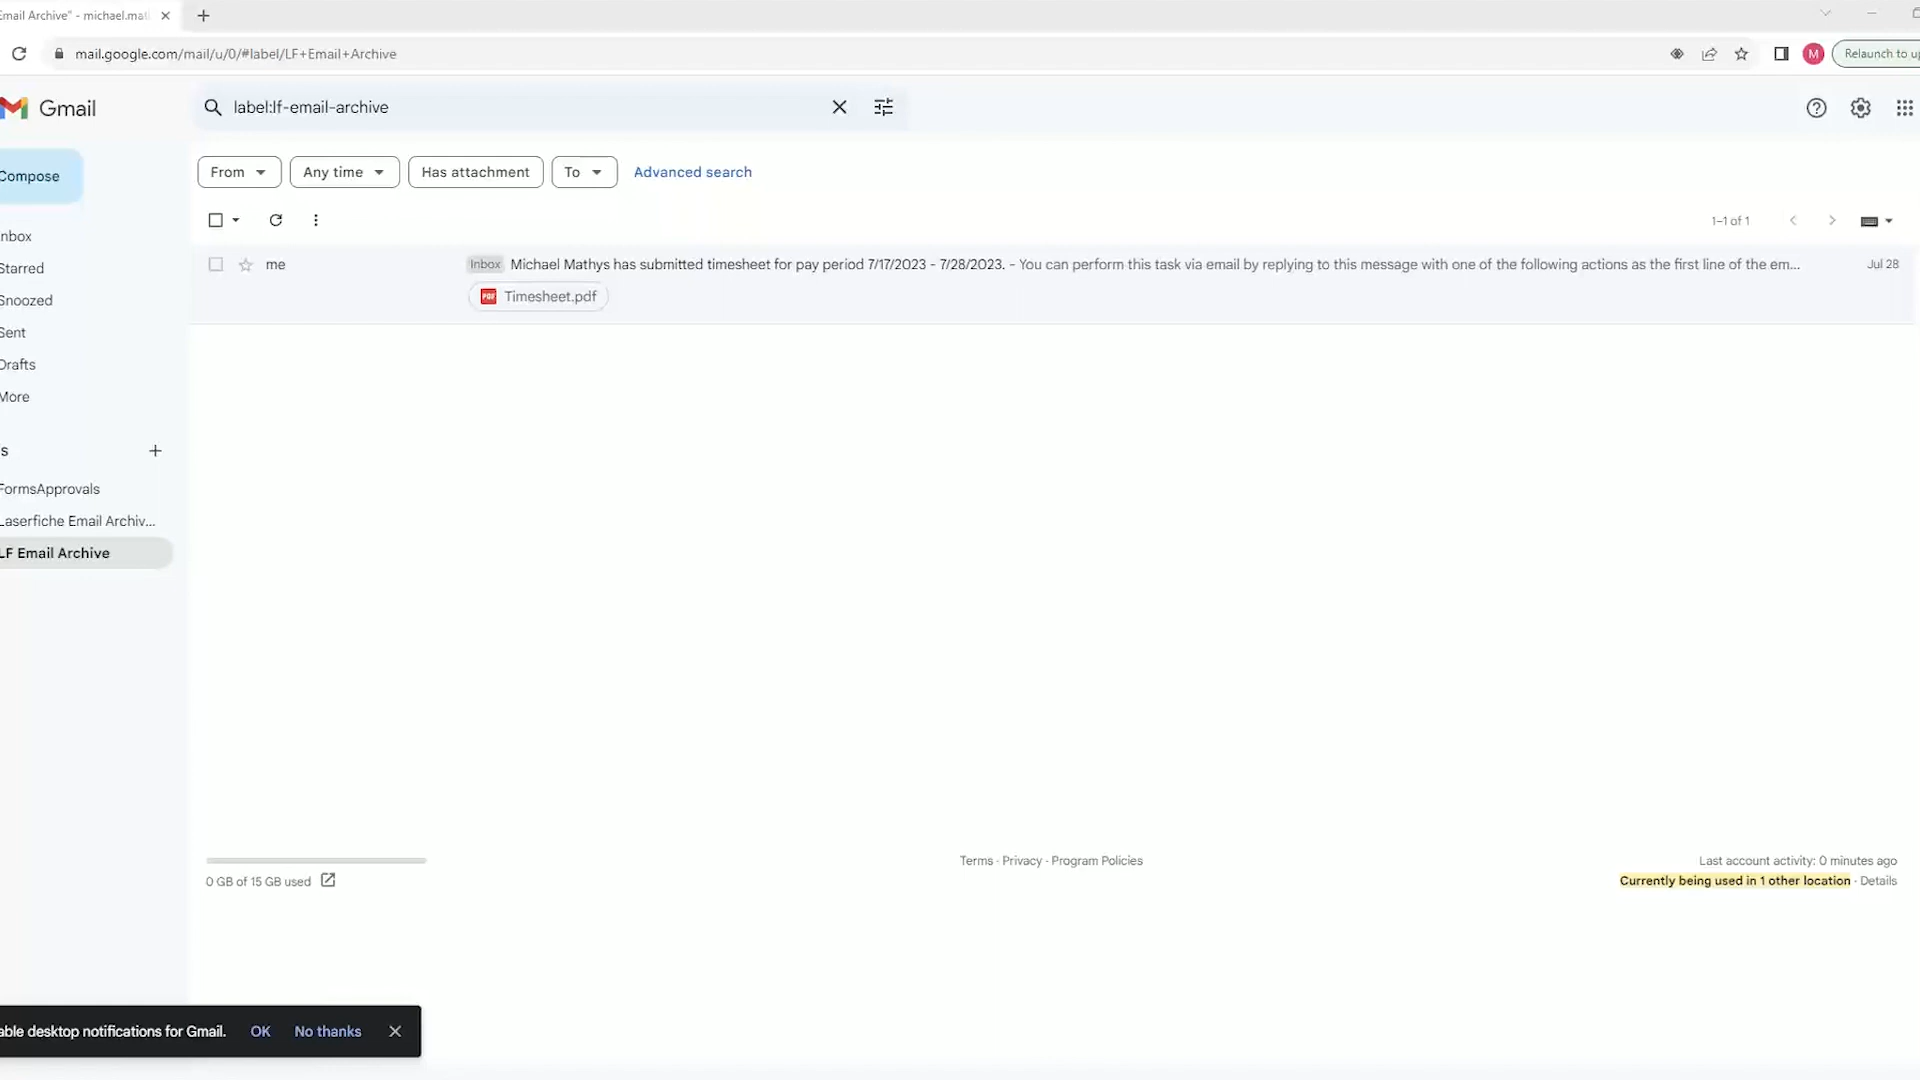 Email Archive" - michael.mat
mail.google.com/mail/u/0/#label/LF+Email+Archive
M
Relaunch to up
Gmail
label:lf-email-archive
Compose
From
Any time
Has attachment
To
Advanced search
1–1 of 1
nbox
Starred
Snoozed
Sent
Drafts
More
s
FormsApprovals
Laserfiche Email Archiv...
LF Email Archive
me
Inbox Michael Mathys has submitted timesheet for pay period 7/17/2023 - 7/28/2023. - You can perform this task via email by replying to this message with one of the following actions as the first line of the em...
Jul 28
PDF Timesheet.pdf
0 GB of 15 GB used
Terms · Privacy · Program Policies
Last account activity: 0 minutes ago
Currently being used in 1 other location · Details
able desktop notifications for Gmail. OK No thanks